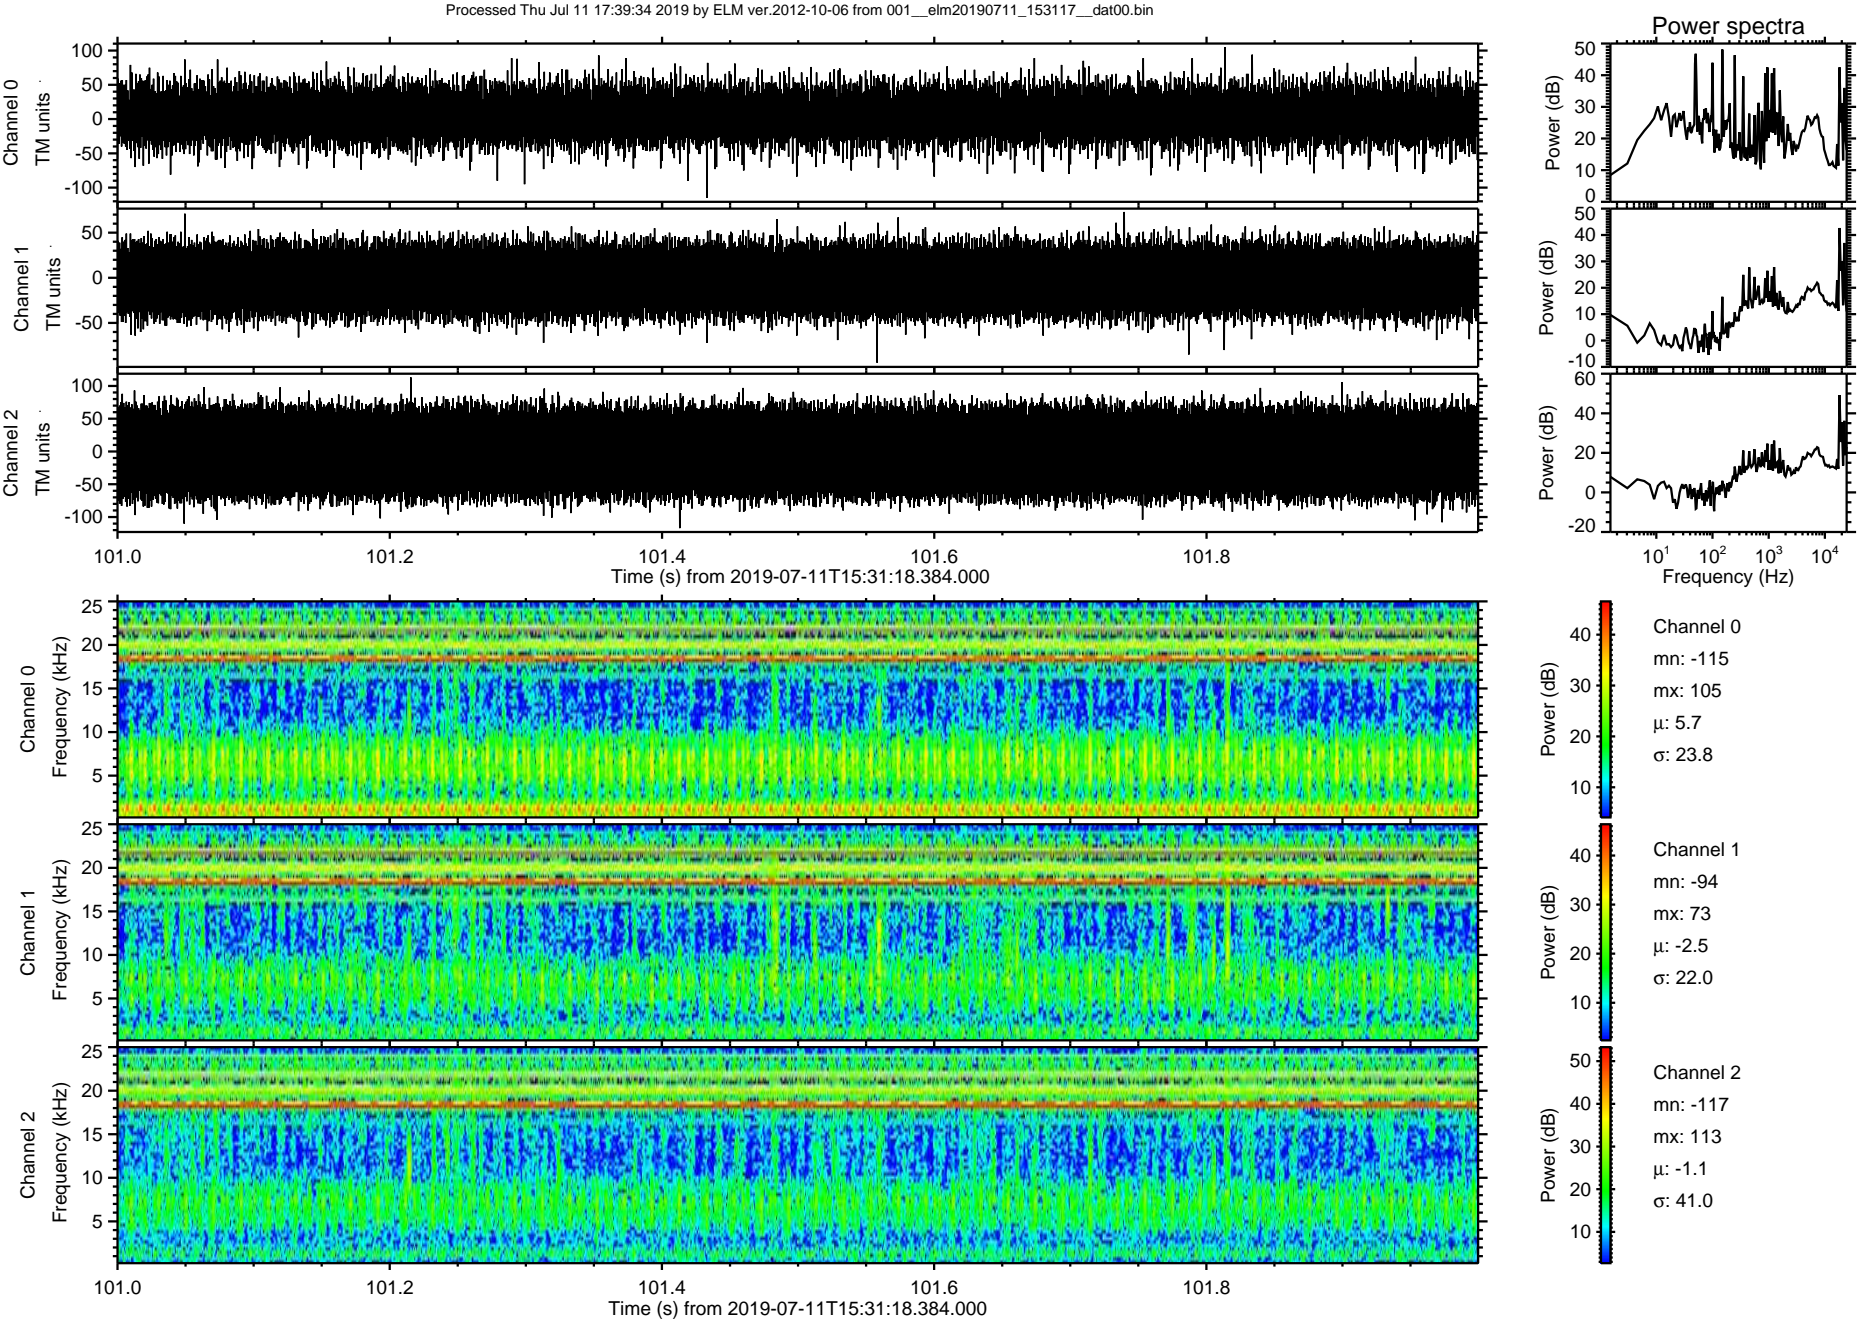 Processed Thu Jul 11 17:39:34 2019 by ELM ver.2012-10-06 from 001__elm20190711_153117__dat00.bin
Power spectra
Channel 0
TM units
100
50
0
-50
-100
Power (dB)
50
40
30
20
10
0
Channel 1
TM units
50
0
-50
Power (dB)
50
40
30
20
10
0
-10
Channel 2
TM units
100
50
0
-50
-100
Power (dB)
60
40
20
0
-20
101.0 101.2 101.4 101.6 101.8
Time (s) from 2019-07-11T15:31:18.384.000
10¹ 10² 10³ 10⁴
Frequency (Hz)
Channel 0
Frequency (kHz)
25
20
15
10
5
Power (dB)
40
30
20
10
Channel 0
mn: -115
mx: 105
μ: 5.7
σ: 23.8
Channel 1
Frequency (kHz)
25
20
15
10
5
Power (dB)
40
30
20
10
Channel 1
mn: -94
mx: 73
μ: -2.5
σ: 22.0
Channel 2
Frequency (kHz)
25
20
15
10
5
Power (dB)
50
40
30
20
10
Channel 2
mn: -117
mx: 113
μ: -1.1
σ: 41.0
101.0 101.2 101.4 101.6 101.8
Time (s) from 2019-07-11T15:31:18.384.000